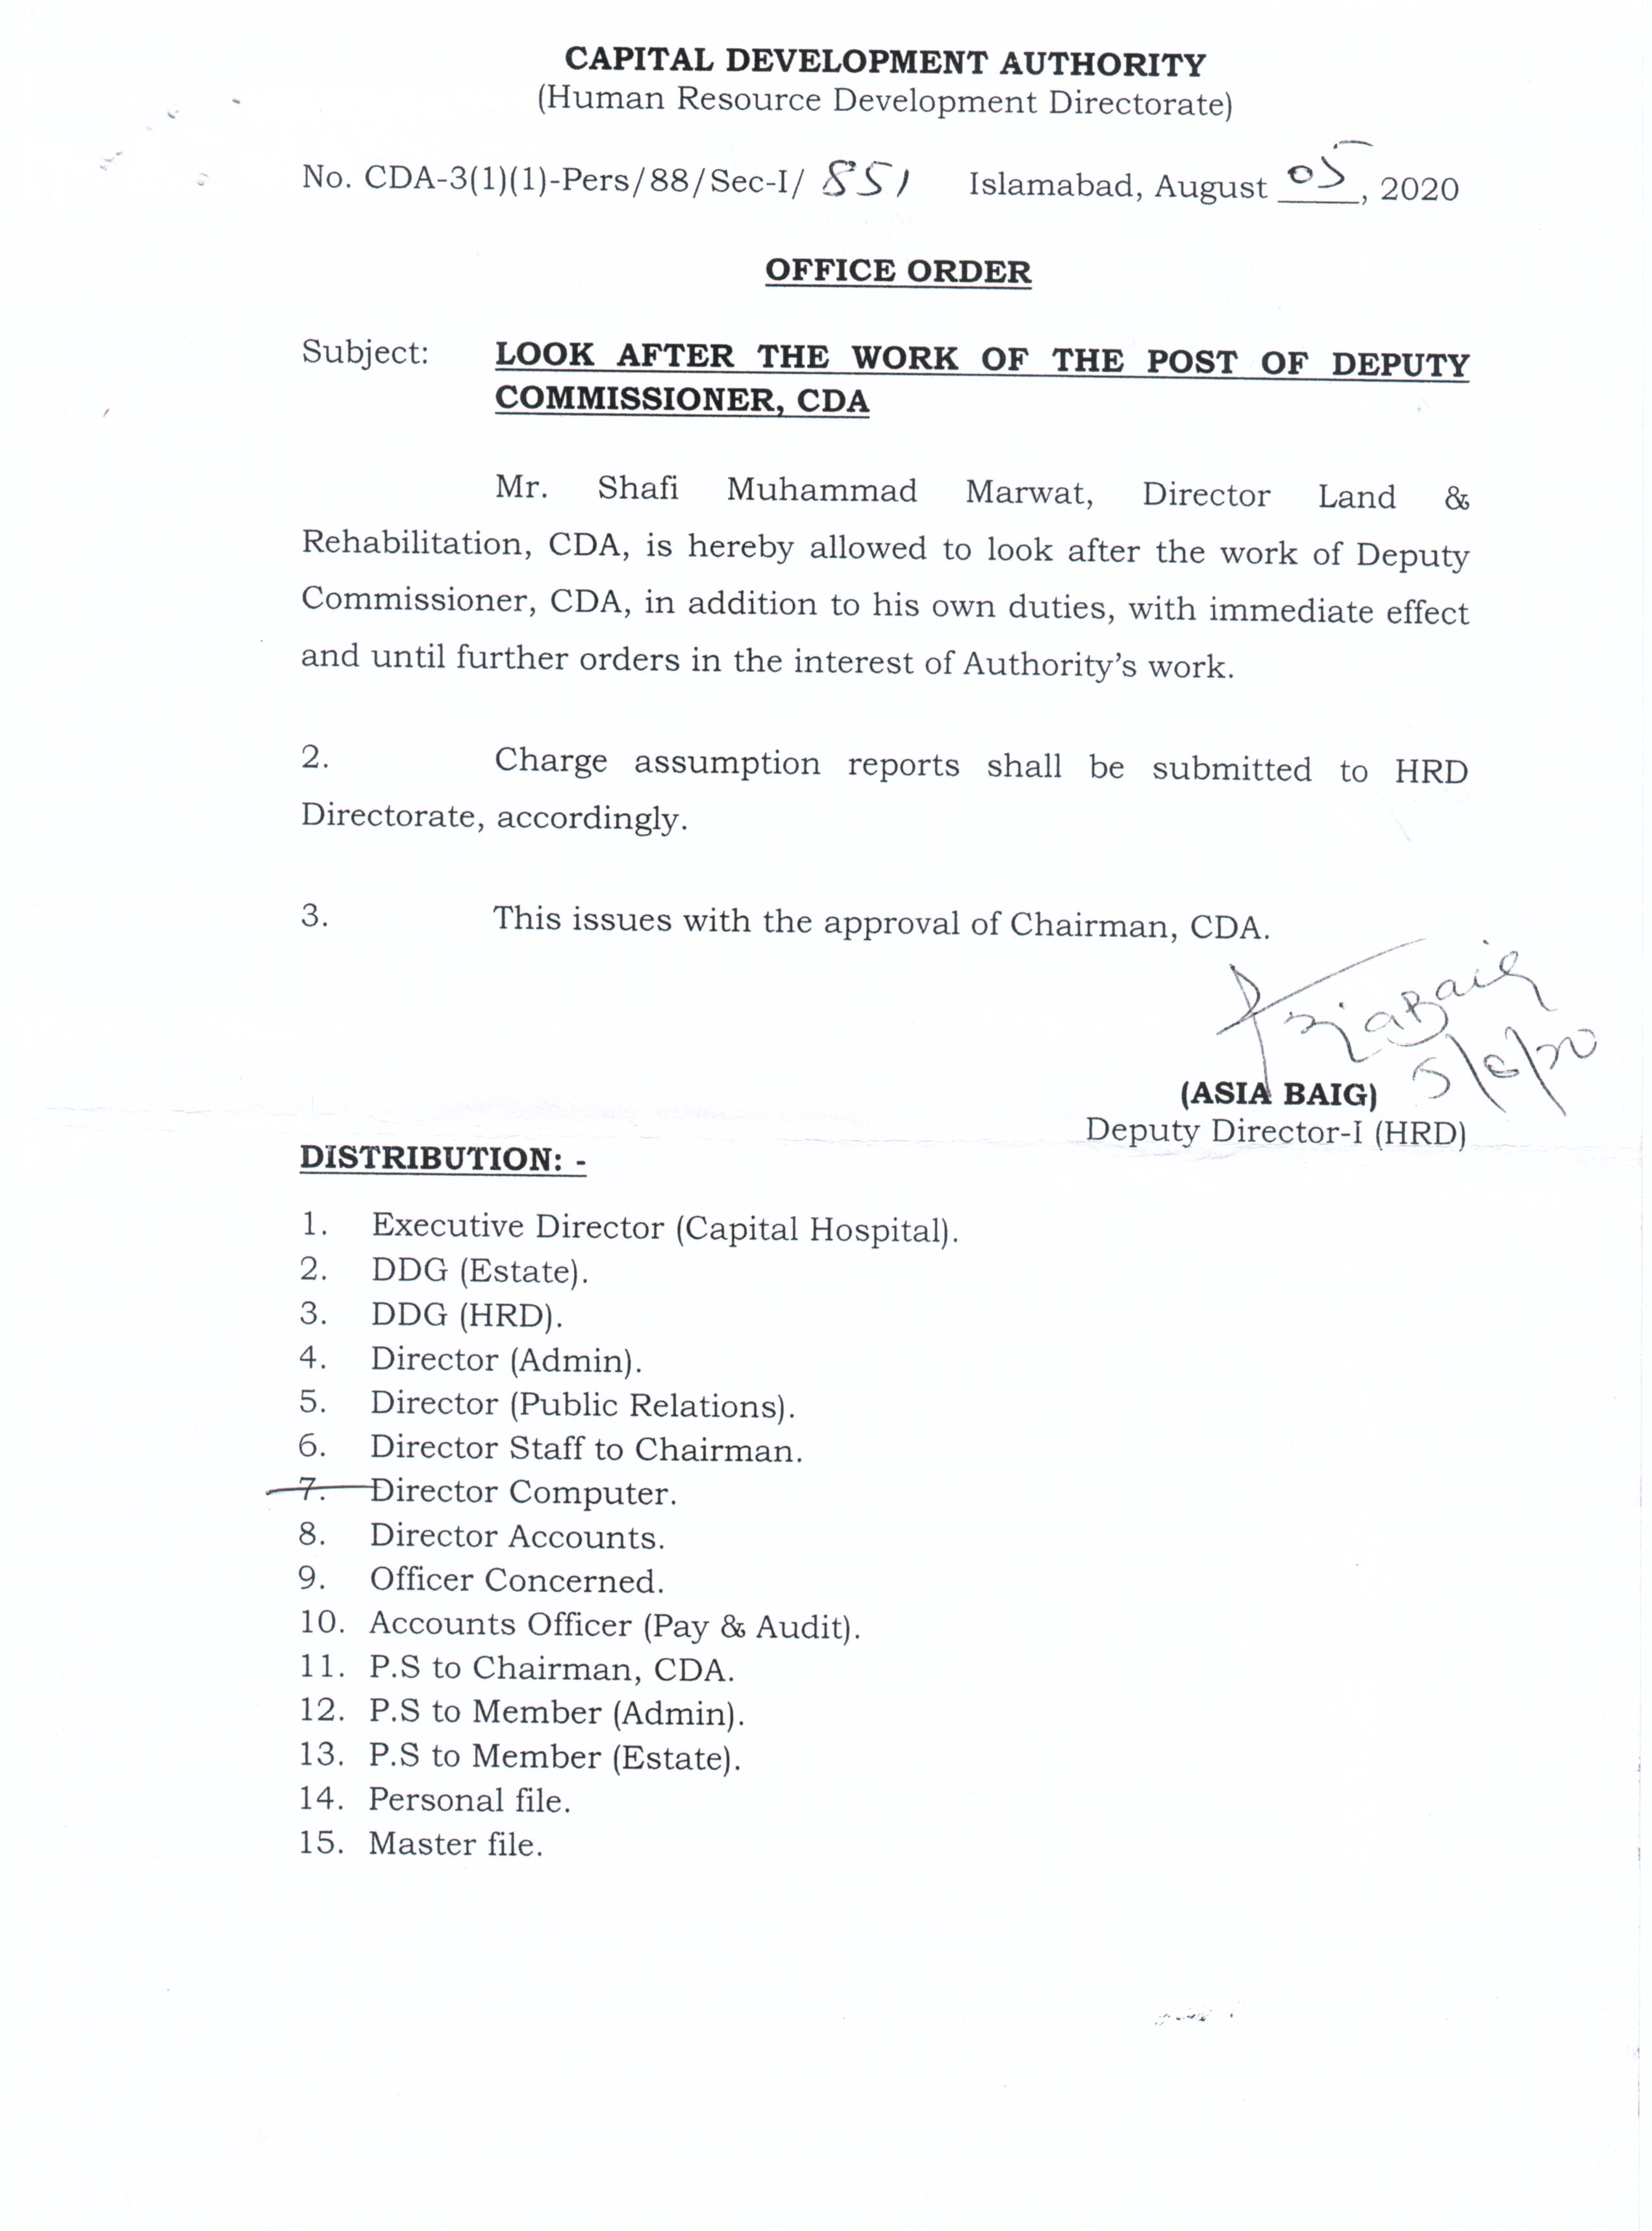 CAPITAL DEVELOPMENT AUTHORITY
(Human Resource Development Directorate)
No. CDA-3(1)(1)-Pers/88/Sec-I/ 851 Islamabad, August 05, 2020
OFFICE ORDER
Subject: LOOK AFTER THE WORK OF THE POST OF DEPUTY
COMMISSIONER, CDA
Mr. Shafi Muhammad Marwat, Director Land &
Rehabilitation, CDA, is hereby allowed to look after the work of Deputy
Commissioner, CDA, in addition to his own duties, with immediate effect
and until further orders in the interest of Authority's work.
2. Charge assumption reports shall be submitted to HRD
Directorate, accordingly.
3. This issues with the approval of Chairman, CDA.
AsiaBaig
5/8/20
(ASIA BAIG)
Deputy Director-I (HRD)
DISTRIBUTION: -
1. Executive Director (Capital Hospital).
2. DDG (Estate).
3. DDG (HRD).
4. Director (Admin).
5. Director (Public Relations).
6. Director Staff to Chairman.
7. Director Computer.
8. Director Accounts.
9. Officer Concerned.
10. Accounts Officer (Pay & Audit).
11. P.S to Chairman, CDA.
12. P.S to Member (Admin).
13. P.S to Member (Estate).
14. Personal file.
15. Master file.